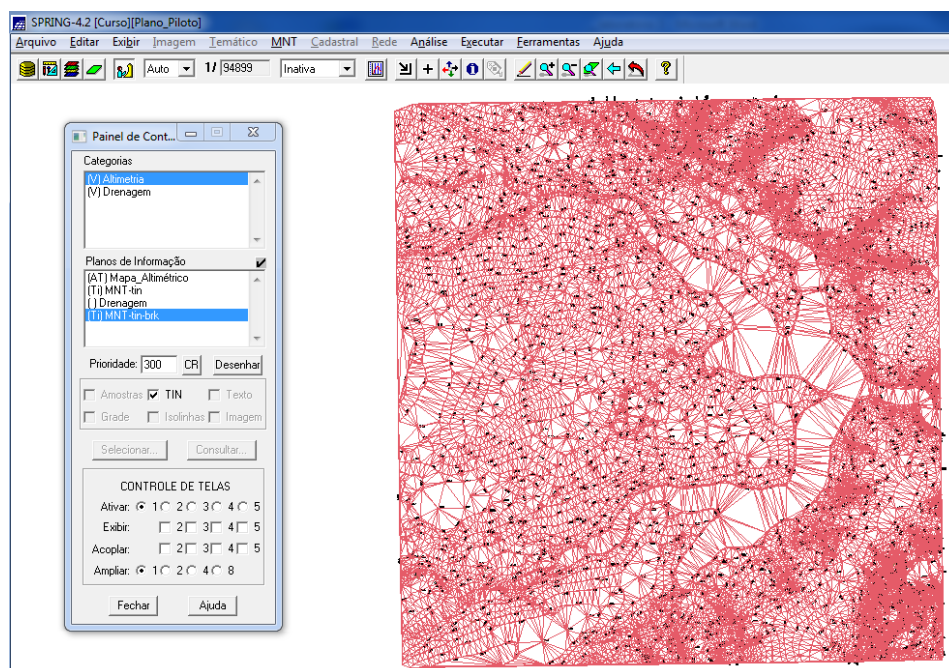 SPRING-4.2 [Curso][Plano_Piloto]
Arquivo Editar Exibir Imagem Temático MNT Cadastral Rede Análise Executar Ferramentas Ajuda
Auto 1/ 94899 Inativa
Painel de Cont...
Categorias
(V) Altimetria
(V) Drenagem
Planos de Informação
(AT) Mapa_Altimétrico
(Ti) MNT-tin
( ) Drenagem
(Ti) MNT-tin-brk
Prioridade: 300 CR Desenhar
Amostras TIN Texto
Grade Isolinhas Imagem
Selecionar... Consultar...
CONTROLE DE TELAS
Ativar: 1 2 3 4 5
Exibir: 2 3 4 5
Acoplar: 2 3 4 5
Ampliar: 1 2 4 8
Fechar Ajuda